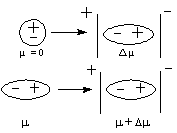 + −
+ − − +
μ = 0 Δμ
+ −
− + − +
μ μ + Δμ